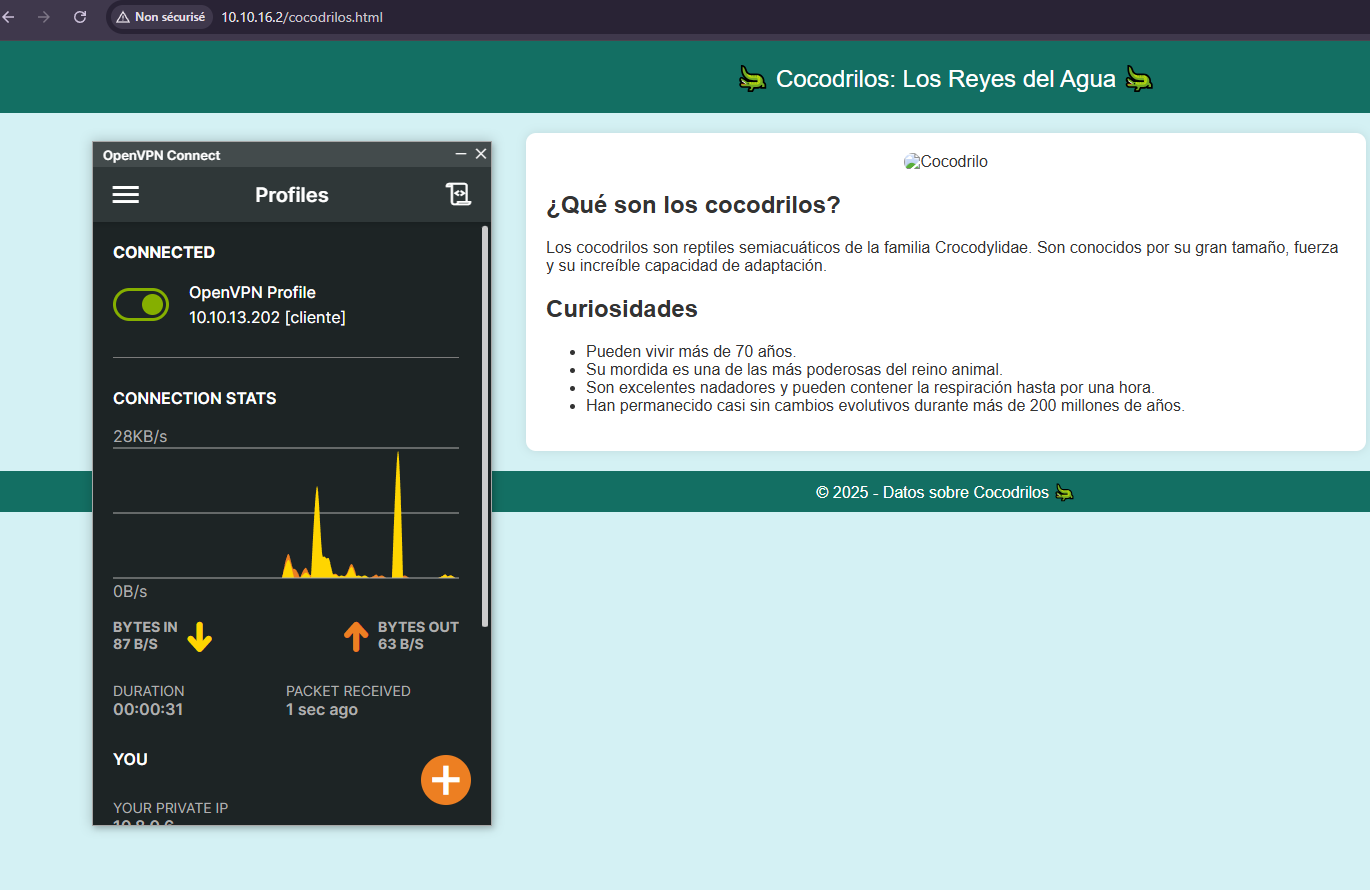 Non sécurisé 10.10.16.2/cocodrilos.html
🐊 Cocodrilos: Los Reyes del Agua 🐊
OpenVPN Connect
Profiles
CONNECTED
OpenVPN Profile
10.10.13.202 [cliente]
CONNECTION STATS
28KB/s
0B/s
BYTES IN
87 B/S
BYTES OUT
63 B/S
DURATION
00:00:31
PACKET RECEIVED
1 sec ago
YOU
YOUR PRIVATE IP
10.8.0.6
Cocodrilo
¿Qué son los cocodrilos?
Los cocodrilos son reptiles semiacuáticos de la familia Crocodylidae. Son conocidos por su gran tamaño, fuerza
y su increíble capacidad de adaptación.
Curiosidades
• Pueden vivir más de 70 años.
• Su mordida es una de las más poderosas del reino animal.
• Son excelentes nadadores y pueden contener la respiración hasta por una hora.
• Han permanecido casi sin cambios evolutivos durante más de 200 millones de años.
© 2025 - Datos sobre Cocodrilos 🐊